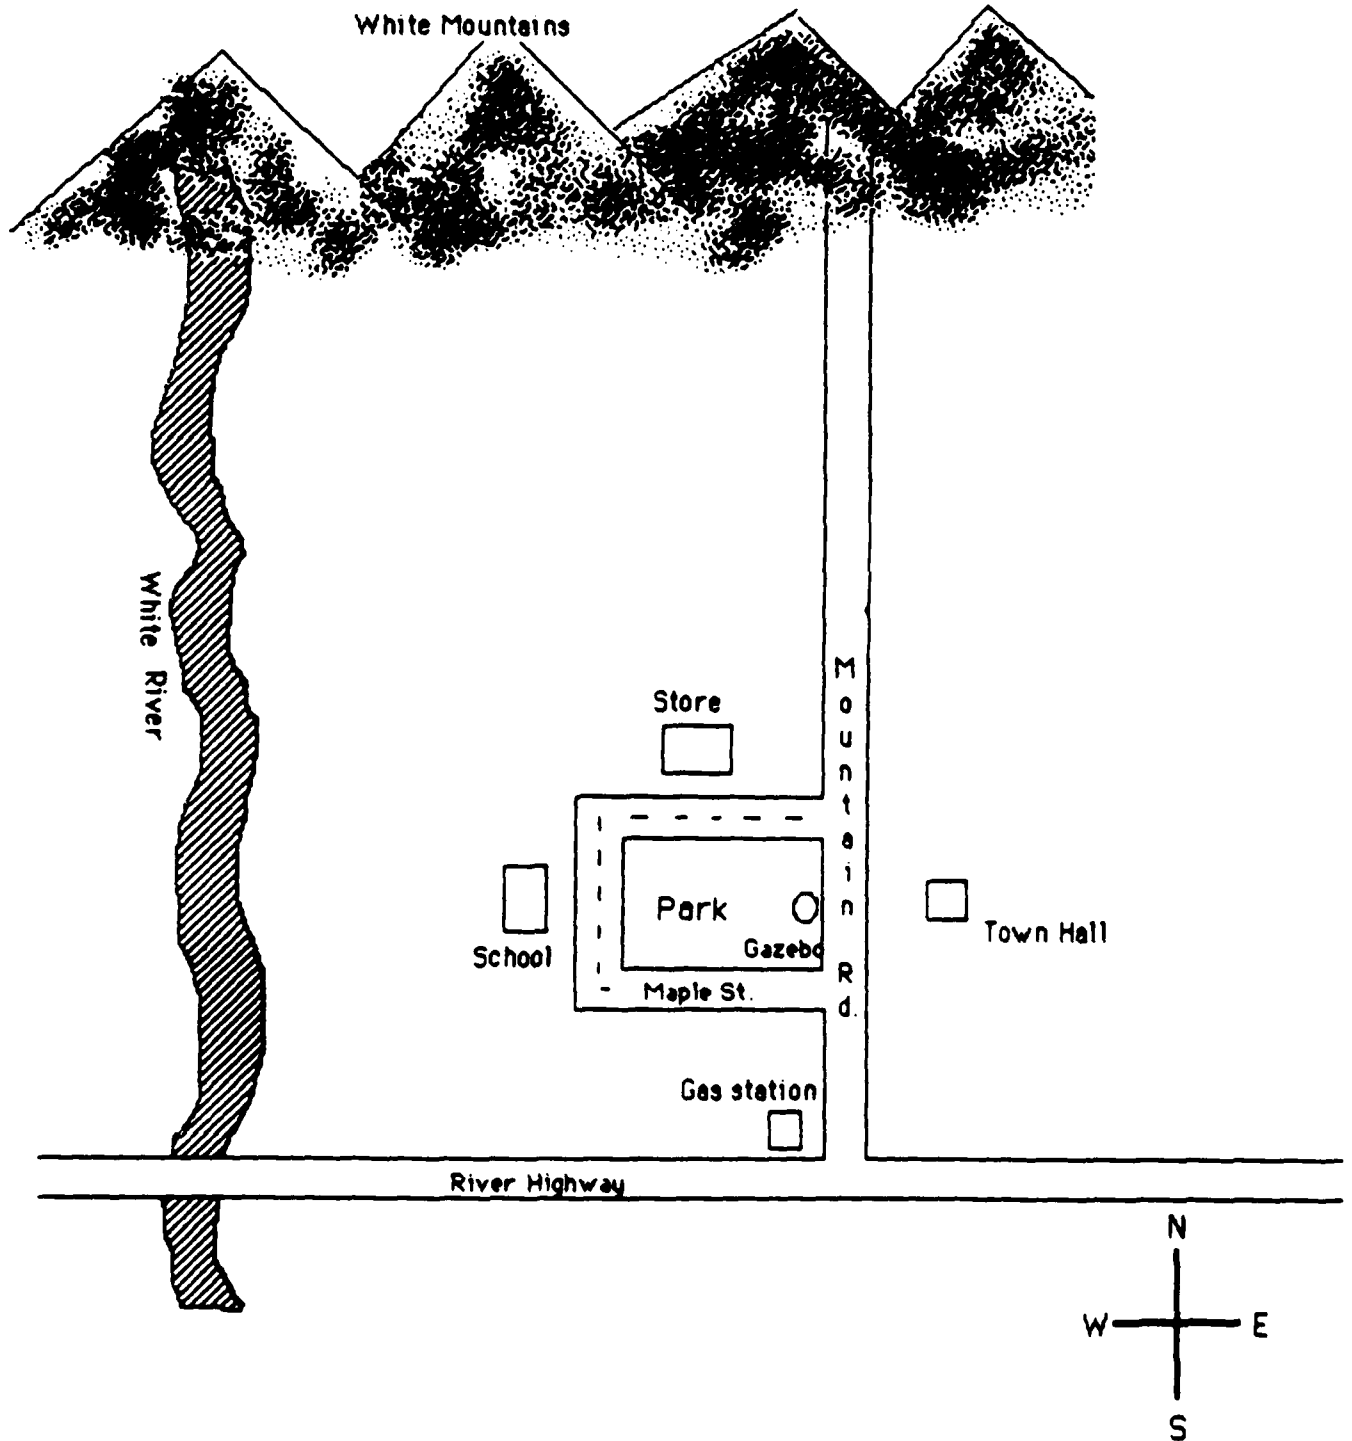 White Mountains
White River
Mountain Rd.
Store
Park
Gazebo
School
Town Hall
Maple St.
Gas station
River Highway
N
W
E
S